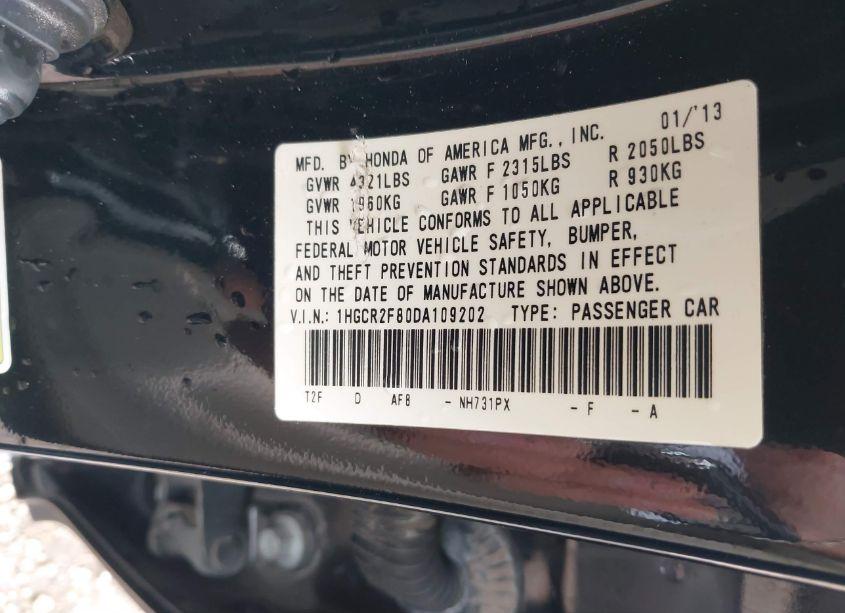 01/'13
MFD. BY HONDA OF AMERICA MFG., INC.
GVWR 4321LBS GAWR F 2315LBS R 2050LBS
GVWR 1960KG GAWR F 1050KG R 930KG
THIS VEHICLE CONFORMS TO ALL APPLICABLE
FEDERAL MOTOR VEHICLE SAFETY, BUMPER,
AND THEFT PREVENTION STANDARDS IN EFFECT
ON THE DATE OF MANUFACTURE SHOWN ABOVE.
V.I.N.: 1HGCR2F80DA109202 TYPE: PASSENGER CAR
T2F D AF8 - NH731PX - F - A